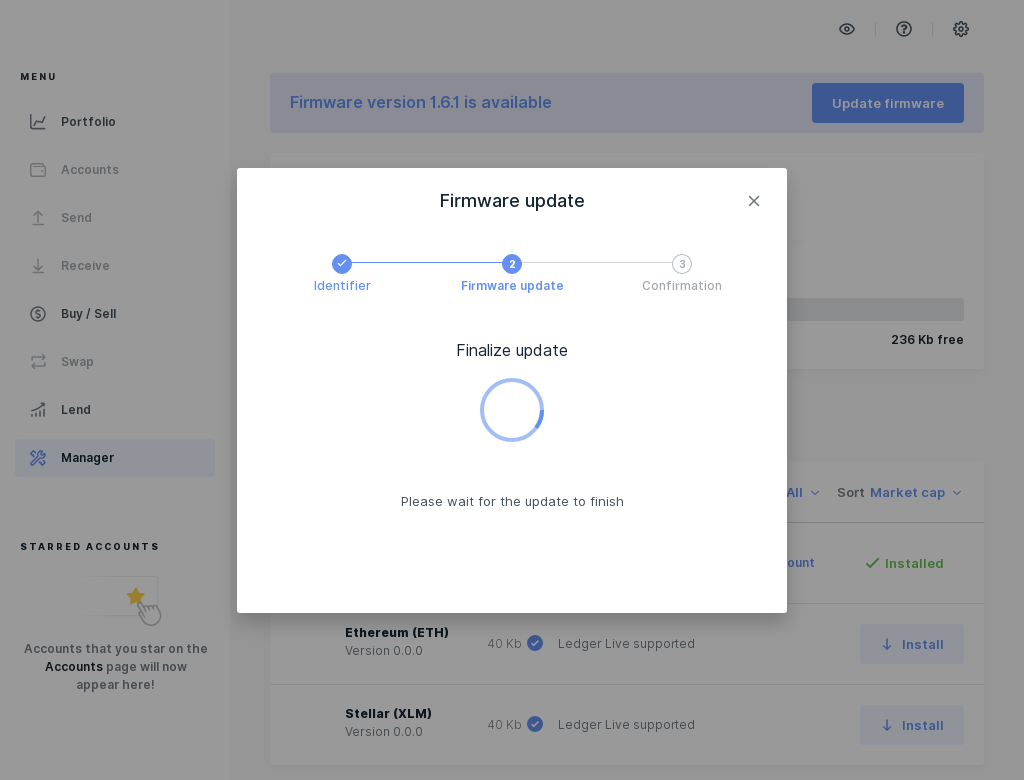 MENU
Portfolio
Accounts
Send
Receive
Buy / Sell
Swap
Lend
Manager
STARRED ACCOUNTS
Accounts that you star on the
Accounts page will now
appear here!
Firmware version 1.6.1 is available
Update firmware
Firmware update
2
3
Identifier
Firmware update
Confirmation
Finalize update
Please wait for the update to finish
236 Kb free
All
Sort Market cap
Installed
Ethereum (ETH)
Version 0.0.0
40 Kb
Ledger Live supported
Install
Stellar (XLM)
Version 0.0.0
40 Kb
Ledger Live supported
Install